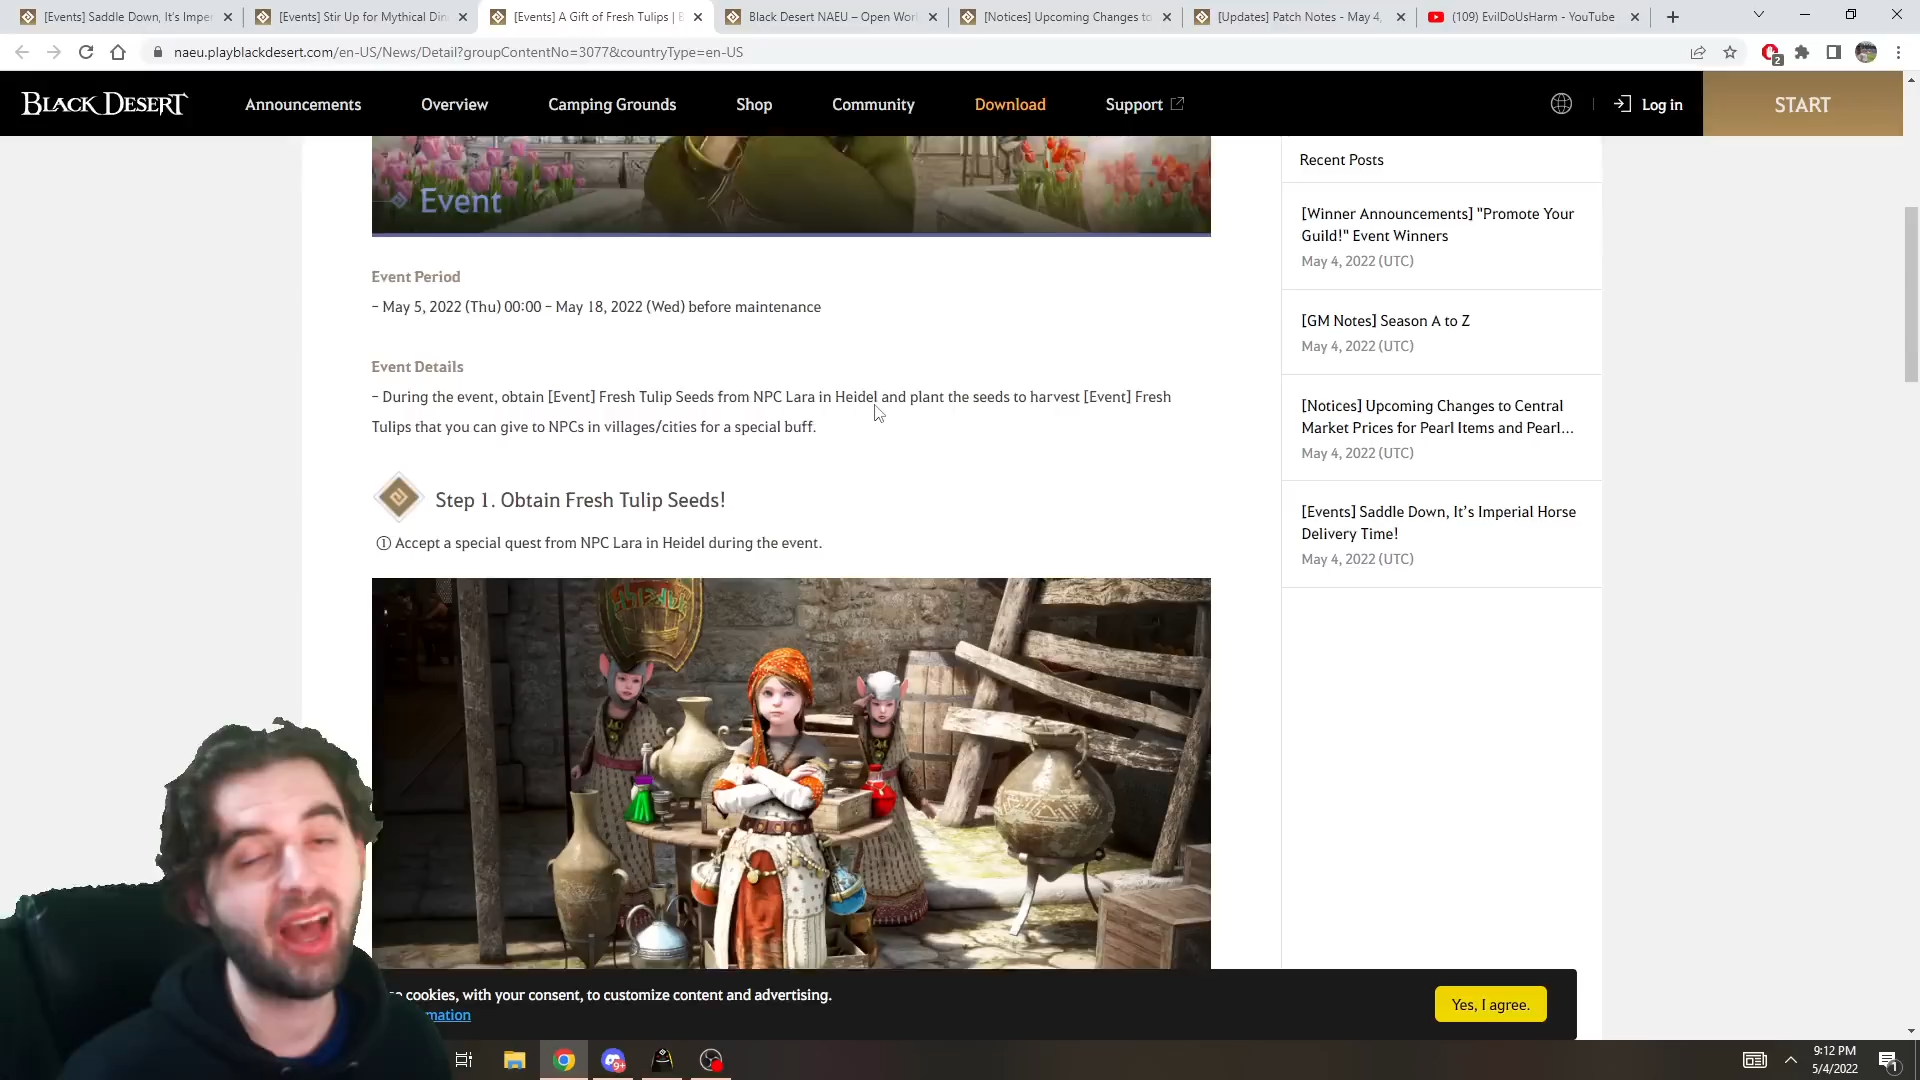 [Events] Saddle Down, It's Impe
[Events] Stir Up for Mythical Din
[Events] A Gift of Fresh Tulips | B
Black Desert NAEU – Open Worl
[Notices] Upcoming Changes to
[Updates] Patch Notes - May 4,
(109) EvilDoUsHarm - YouTube
naeu.playblackdesert.com/en-US/News/Detail?groupContentNo=3077&countryType=en-US
2
BLACK DESERT
Announcements
Overview
Camping Grounds
Shop
Community
Download
Support
Log in
START
Event
Event Period
– May 5, 2022 (Thu) 00:00 – May 18, 2022 (Wed) before maintenance
Event Details
– During the event, obtain [Event] Fresh Tulip Seeds from NPC Lara in Heidel and plant the seeds to harvest [Event] Fresh
Tulips that you can give to NPCs in villages/cities for a special buff.
Step 1. Obtain Fresh Tulip Seeds!
① Accept a special quest from NPC Lara in Heidel during the event.
Recent Posts
[Winner Announcements] "Promote Your
Guild!" Event Winners
May 4, 2022 (UTC)
[GM Notes] Season A to Z
May 4, 2022 (UTC)
[Notices] Upcoming Changes to Central
Market Prices for Pearl Items and Pearl...
May 4, 2022 (UTC)
[Events] Saddle Down, It's Imperial Horse
Delivery Time!
May 4, 2022 (UTC)
cookies, with your consent, to customize content and advertising.
mation
Yes, I agree.
9+
9:12 PM
5/4/2022
1